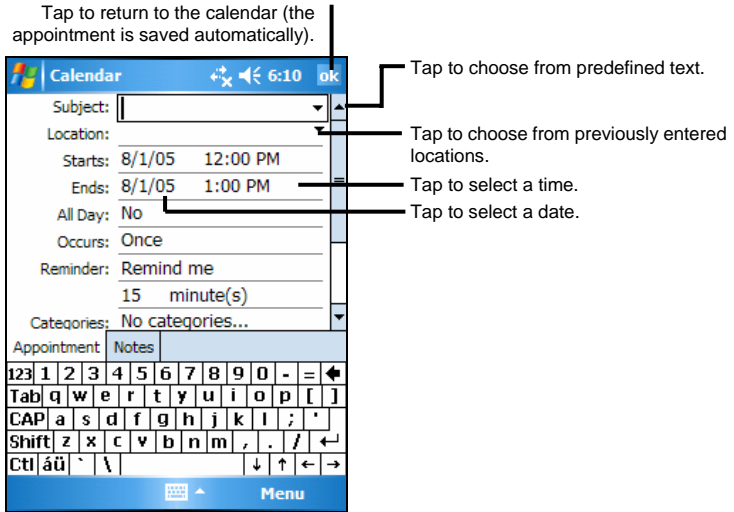 Tap to return to the calendar (the
appointment is saved automatically).
Calendar 6:10 ok
Tap to choose from predefined text.
Subject:
Location:
Tap to choose from previously entered
locations.
Starts: 8/1/05 12:00 PM
Ends: 8/1/05 1:00 PM
Tap to select a time.
All Day: No
Tap to select a date.
Occurs: Once
Reminder: Remind me
15 minute(s)
Categories: No categories...
Appointment Notes
123 1 2 3 4 5 6 7 8 9 0 - = 
Tab q w e r t y u i o p [ ]
CAP a s d f g h j k l ; '
Shift z x c v b n m , . /
Ctl áü ` \ ↓ ↑ ← →
Menu